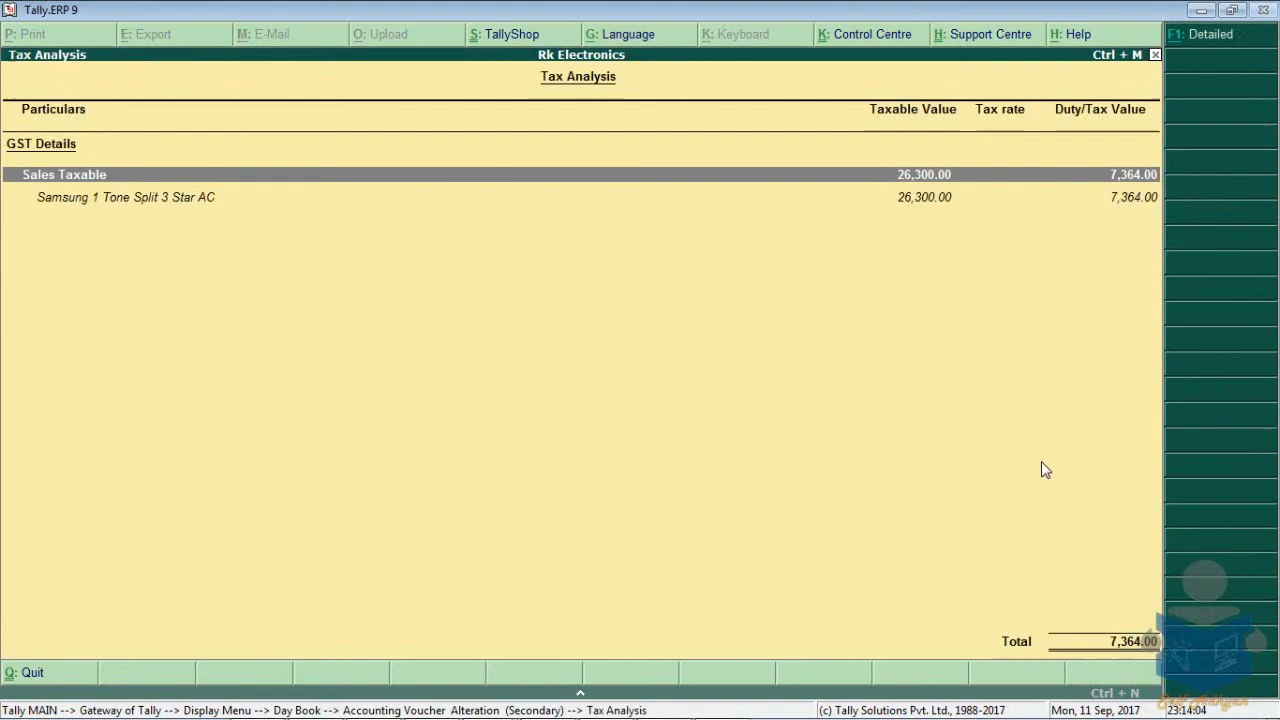 Tally.ERP 9
P: Print E: Export M: E-Mail O: Upload S: TallyShop G: Language K: Keyboard K: Control Centre H: Support Centre H: Help F1: Detailed
Tax Analysis Rk Electronics Ctrl + M
Tax Analysis
Particulars Taxable Value Tax rate Duty/Tax Value
GST Details
Sales Taxable 26,300.00 7,364.00
Samsung 1 Tone Split 3 Star AC 26,300.00 7,364.00
Total 7,364.00
Q: Quit
Ctrl + N
Tally MAIN --> Gateway of Tally --> Display Menu --> Day Book --> Accounting Voucher Alteration (Secondary) --> Tax Analysis (c) Tally Solutions Pvt. Ltd., 1988-2017 Mon, 11 Sep, 2017 23:14:04